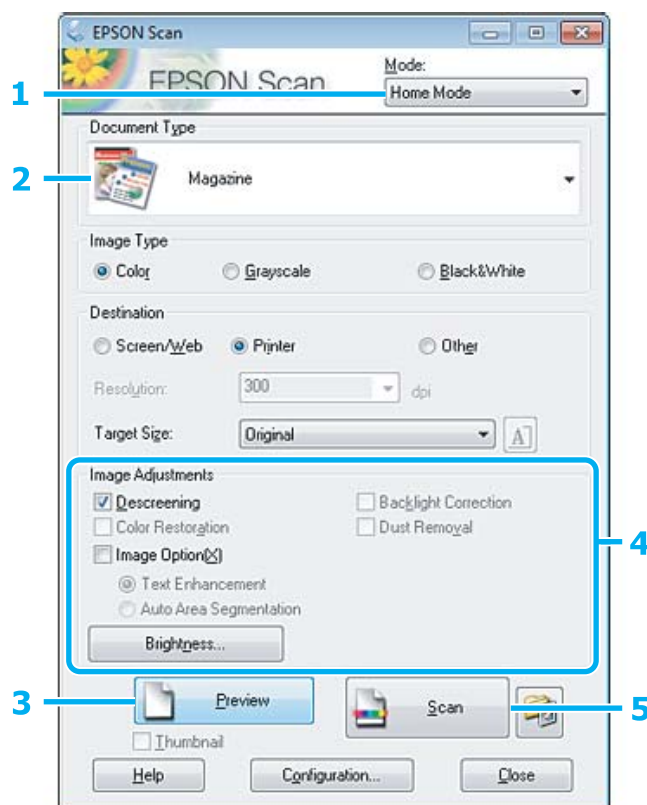 EPSON Scan
EPSON Scan
Mode:
1
Home Mode
Document Type
2
Magazine
Image Type
Color
Grayscale
Black&White
Destination
Screen/Web
Printer
Other
Resolution:
300
dpi
Target Size:
Original
A
Image Adjustments
Descreening
Backlight Correction
Color Restoration
Dust Removal
4
Image Option(X)
Text Enhancement
Auto Area Segmentation
Brightness...
3
Preview
Scan
5
Thumbnail
Help
Configuration...
Close